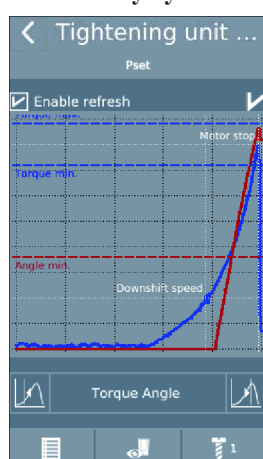 Tightening unit ...
Pset
Enable refresh
Motor stop
Torque min.
Angle min.
Downshift speed
Torque Angle
1